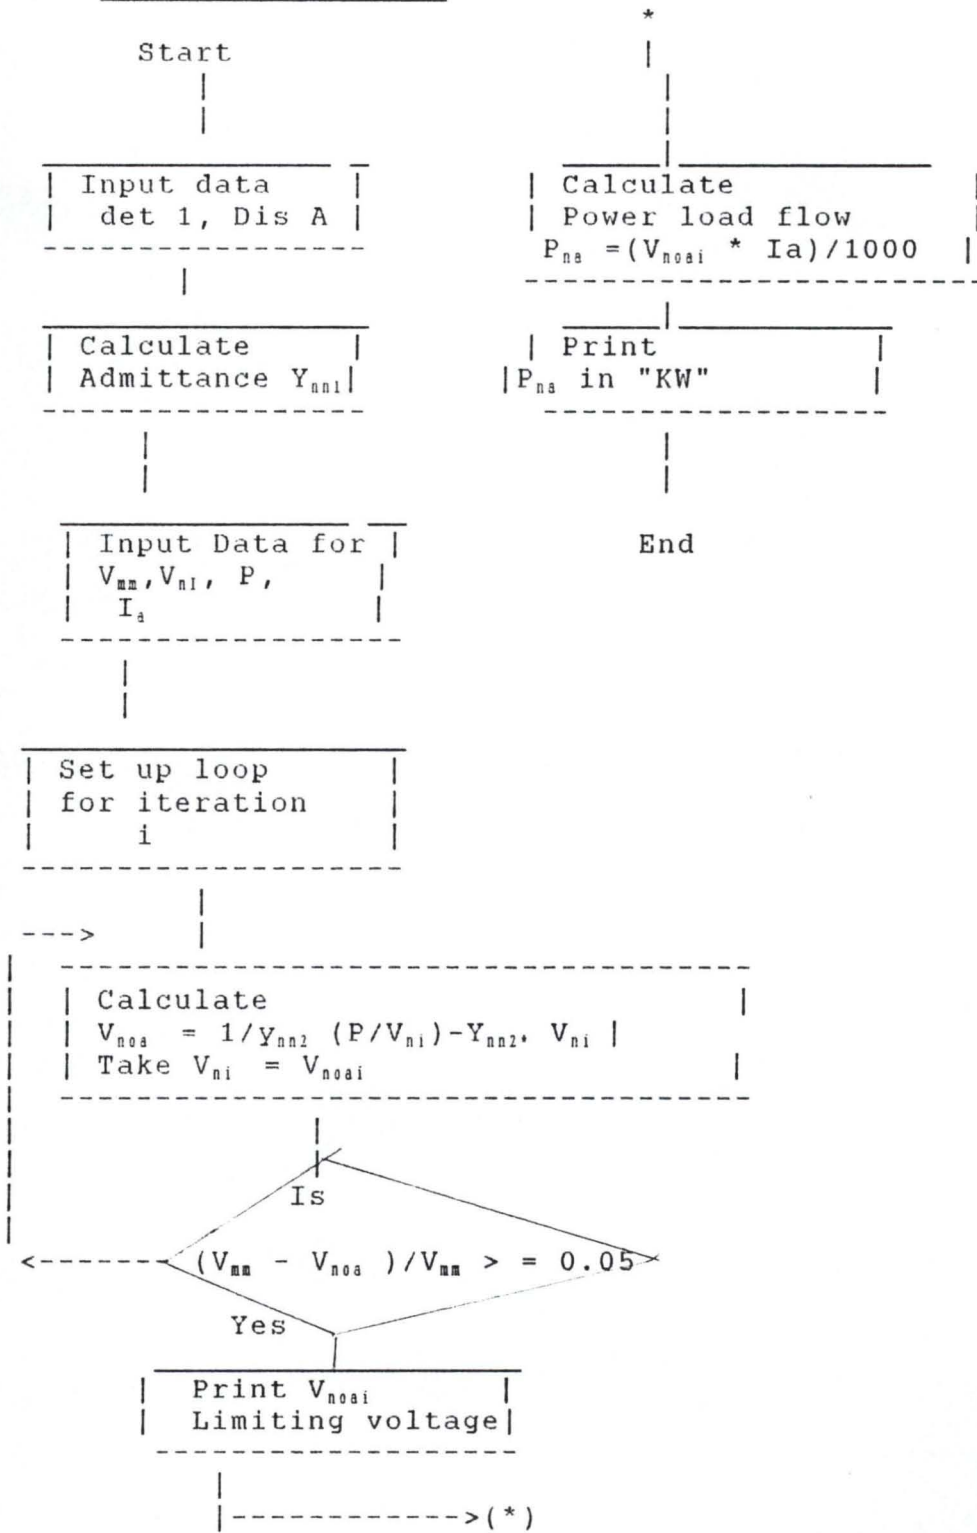 Start
Input data
det 1, Dis A
Calculate
Admittance Yₙₙ₁
Input Data for
Vₘₘ,VₙI, P,
Iₐ
Set up loop
for iteration
i
Calculate
Vₙₒₐ = 1/yₙₙ₂ (P/Vₙᵢ)-Yₙₙ₂* Vₙᵢ
Take Vₙᵢ = Vₙₒₐᵢ
Is
(Vₘₘ - Vₙₒₐ )/Vₘₘ > = 0.05
Yes
Print Vₙₒₐᵢ
Limiting voltage
(*)
*
Calculate
Power load flow
Pₙₐ =(Vₙₒₐᵢ * Ia)/1000
Print
Pₙₐ in "KW"
End